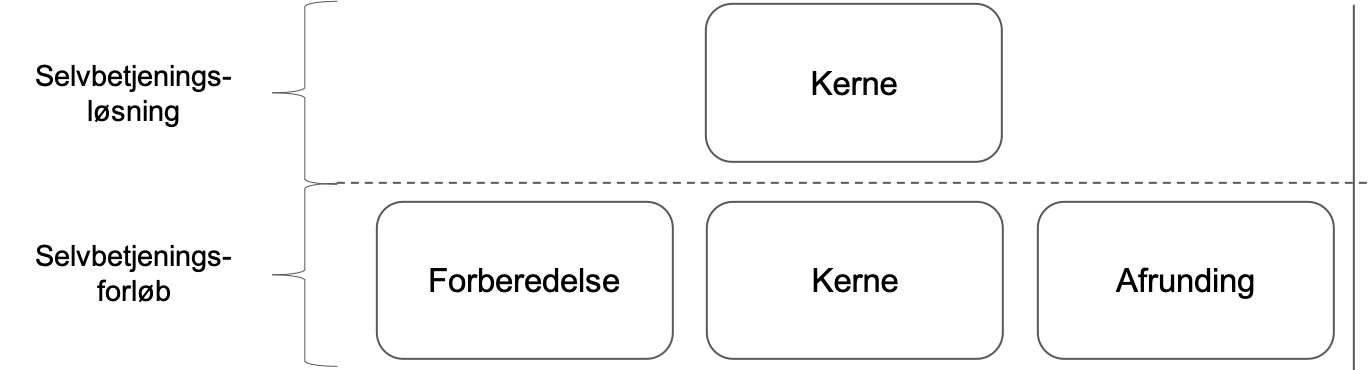 Selvbetjenings-
løsning
Kerne
Selvbetjenings-
forløb
Forberedelse
Kerne
Afrunding